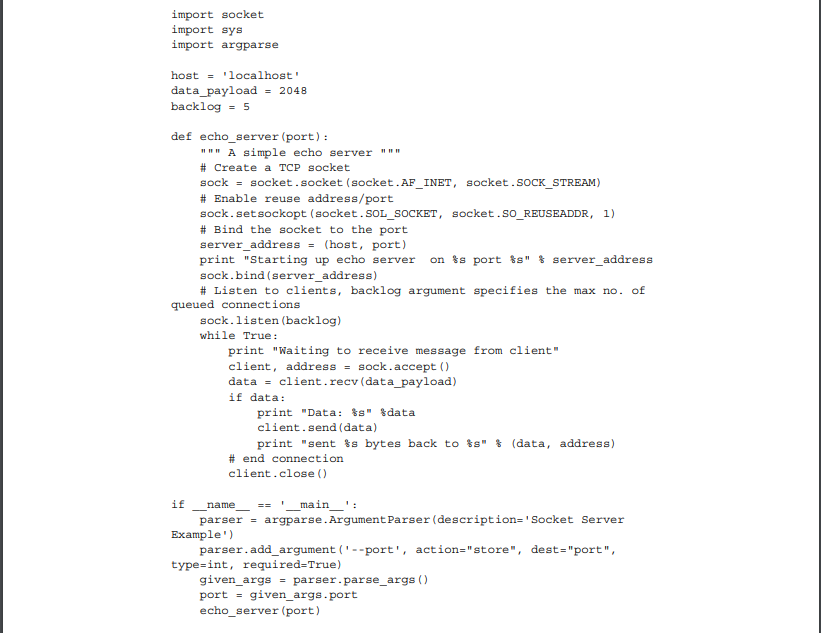 import socket
import sys
import argparse

host = 'localhost'
data_payload = 2048
backlog = 5

def echo_server(port):
    """ A simple echo server """
    # Create a TCP socket
    sock = socket.socket(socket.AF_INET, socket.SOCK_STREAM)
    # Enable reuse address/port
    sock.setsockopt(socket.SOL_SOCKET, socket.SO_REUSEADDR, 1)
    # Bind the socket to the port
    server_address = (host, port)
    print "Starting up echo server  on %s port %s" % server_address
    sock.bind(server_address)
    # Listen to clients, backlog argument specifies the max no. of
queued connections
    sock.listen(backlog)
    while True:
        print "Waiting to receive message from client"
        client, address = sock.accept()
        data = client.recv(data_payload)
        if data:
            print "Data: %s" %data
            client.send(data)
            print "sent %s bytes back to %s" % (data, address)
        # end connection
        client.close()

if __name__ == '__main__':
    parser = argparse.ArgumentParser(description='Socket Server
Example')
    parser.add_argument('--port', action="store", dest="port",
type=int, required=True)
    given_args = parser.parse_args()
    port = given_args.port
    echo_server(port)